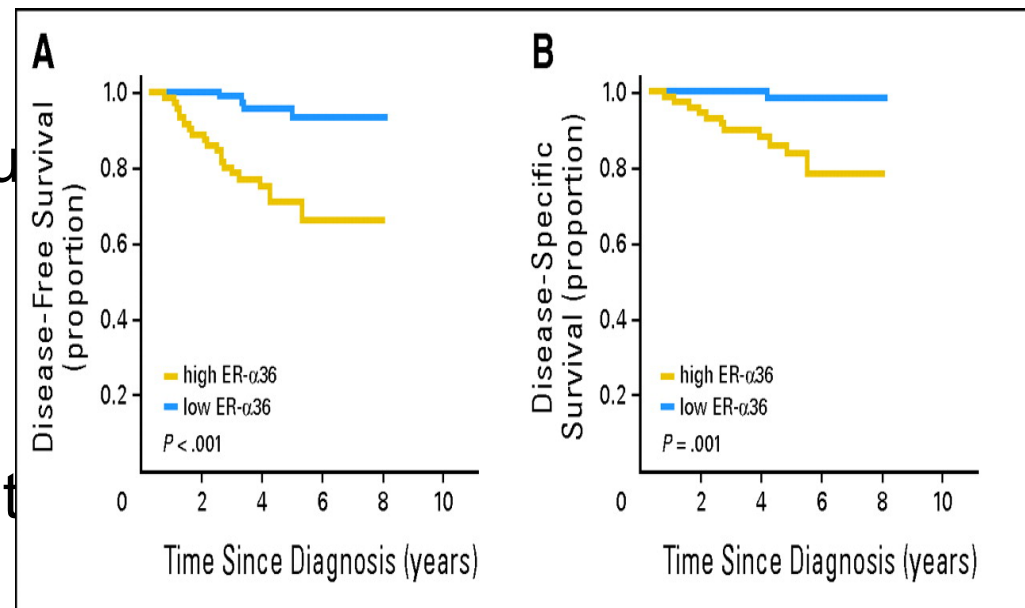 A
Disease-Free Survival
(proportion)
1.0
0.8
0.6
0.4
0.2
0
high ER-α36
low ER-α36
P < .001
2 4 6 8 10
Time Since Diagnosis (years)
B
Disease-Specific
Survival (proportion)
1.0
0.8
0.6
0.4
0.2
0
high ER-α36
low ER-α36
P = .001
2 4 6 8 10
Time Since Diagnosis (years)
u
t